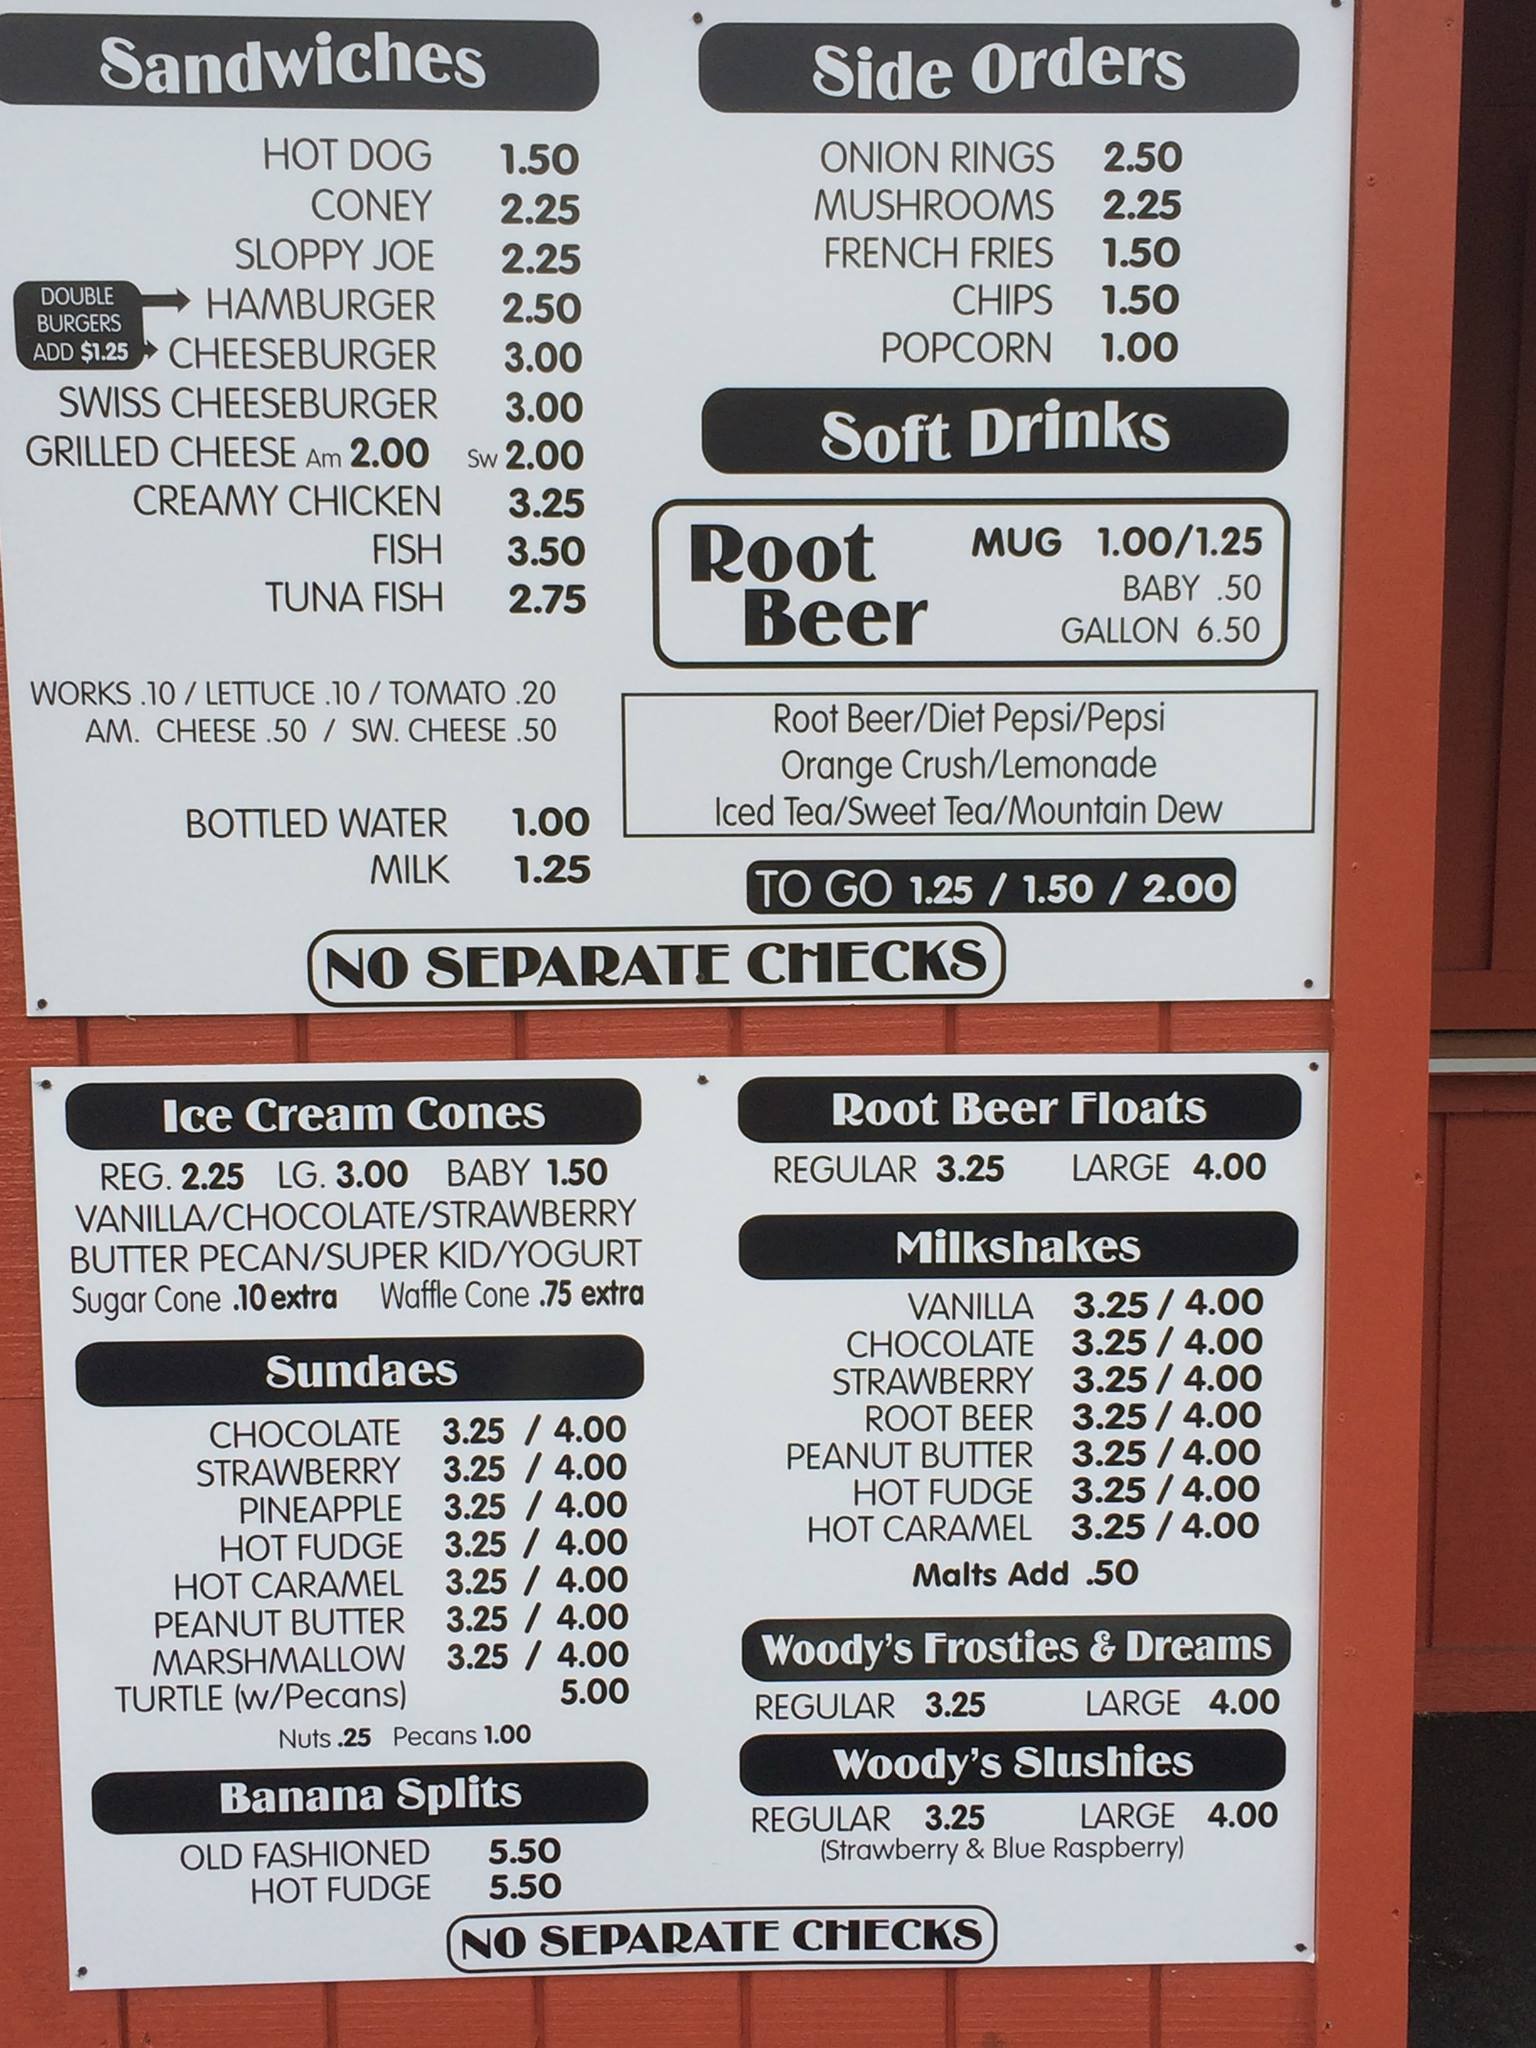 Sandwiches
HOT DOG 1.50
CONEY 2.25
SLOPPY JOE 2.25
DOUBLE
BURGERS
ADD $1.25
HAMBURGER 2.50
CHEESEBURGER 3.00
SWISS CHEESEBURGER 3.00
GRILLED CHEESE Am 2.00 Sw 2.00
CREAMY CHICKEN 3.25
FISH 3.50
TUNA FISH 2.75
WORKS .10 / LETTUCE .10 / TOMATO .20
AM. CHEESE .50 / SW. CHEESE .50
BOTTLED WATER 1.00
MILK 1.25
Side Orders
ONION RINGS 2.50
MUSHROOMS 2.25
FRENCH FRIES 1.50
CHIPS 1.50
POPCORN 1.00
Soft Drinks
Root
Beer
MUG 1.00/1.25
BABY .50
GALLON 6.50
Root Beer/Diet Pepsi/Pepsi
Orange Crush/Lemonade
Iced Tea/Sweet Tea/Mountain Dew
TO GO 1.25 / 1.50 / 2.00
NO SEPARATE CHECKS
Ice Cream Cones
REG. 2.25 LG. 3.00 BABY 1.50
VANILLA/CHOCOLATE/STRAWBERRY
BUTTER PECAN/SUPER KID/YOGURT
Sugar Cone .10 extra Waffle Cone .75 extra
Sundaes
CHOCOLATE 3.25 / 4.00
STRAWBERRY 3.25 / 4.00
PINEAPPLE 3.25 / 4.00
HOT FUDGE 3.25 / 4.00
HOT CARAMEL 3.25 / 4.00
PEANUT BUTTER 3.25 / 4.00
MARSHMALLOW 3.25 / 4.00
TURTLE (w/Pecans) 5.00
Nuts .25 Pecans 1.00
Banana Splits
OLD FASHIONED 5.50
HOT FUDGE 5.50
Root Beer Floats
REGULAR 3.25 LARGE 4.00
Milkshakes
VANILLA 3.25 / 4.00
CHOCOLATE 3.25 / 4.00
STRAWBERRY 3.25 / 4.00
ROOT BEER 3.25 / 4.00
PEANUT BUTTER 3.25 / 4.00
HOT FUDGE 3.25 / 4.00
HOT CARAMEL 3.25 / 4.00
Malts Add .50
Woody's Frosties & Dreams
REGULAR 3.25 LARGE 4.00
Woody's Slushies
REGULAR 3.25 LARGE 4.00
(Strawberry & Blue Raspberry)
NO SEPARATE CHECKS